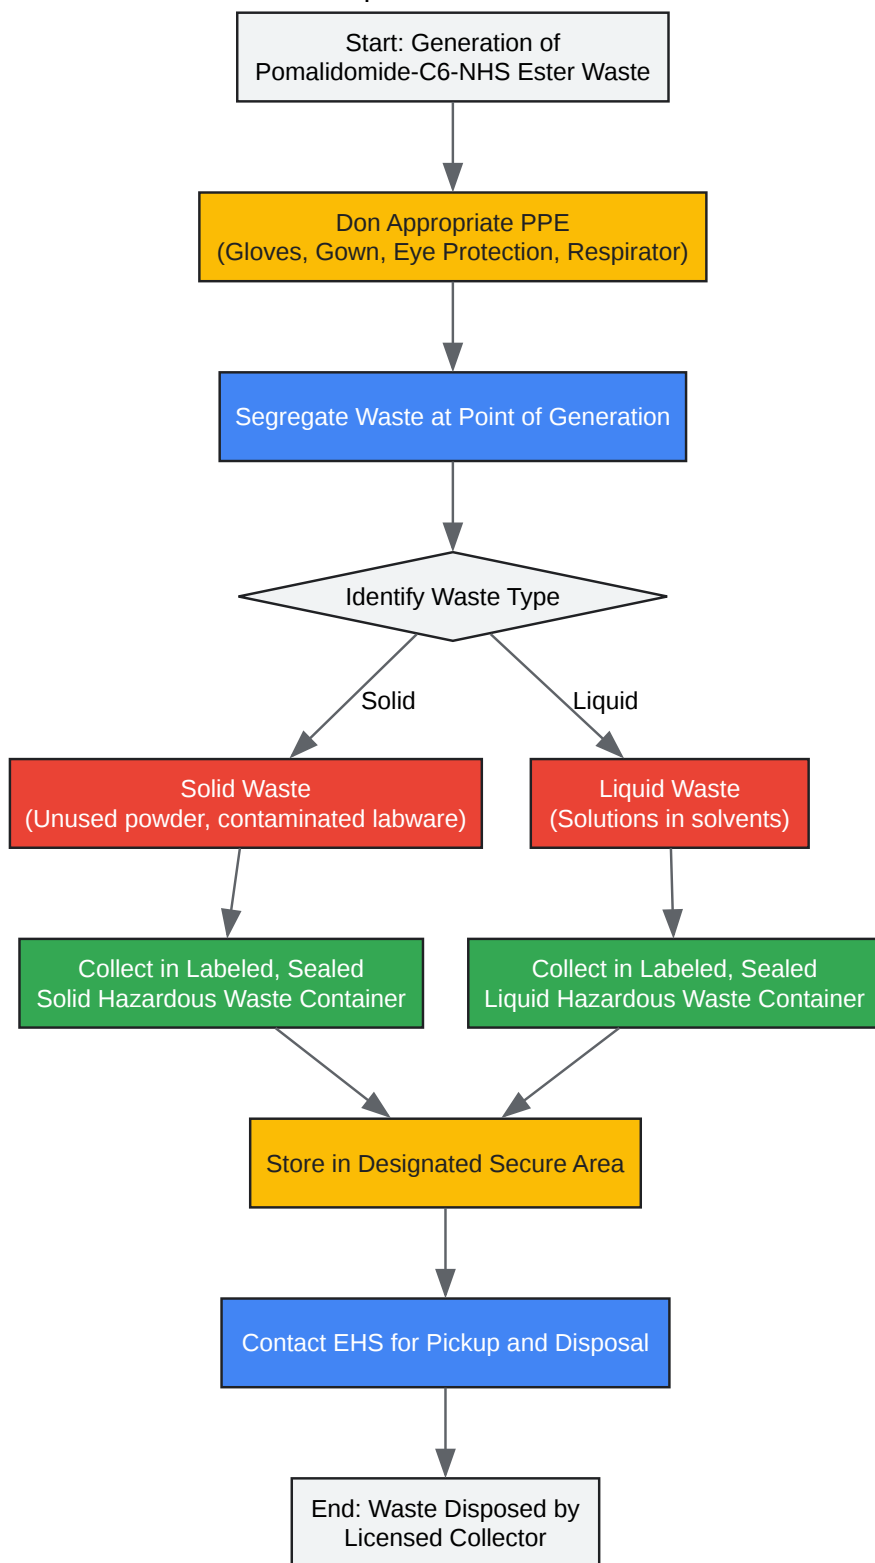 Start: Generation of
Pomalidomide-C6-NHS Ester Waste
Don Appropriate PPE
(Gloves, Gown, Eye Protection, Respirator)
Segregate Waste at Point of Generation
Identify Waste Type
Solid
Liquid
Solid Waste
(Unused powder, contaminated labware)
Liquid Waste
(Solutions in solvents)
Collect in Labeled, Sealed
Solid Hazardous Waste Container
Collect in Labeled, Sealed
Liquid Hazardous Waste Container
Store in Designated Secure Area
Contact EHS for Pickup and Disposal
End: Waste Disposed by
Licensed Collector